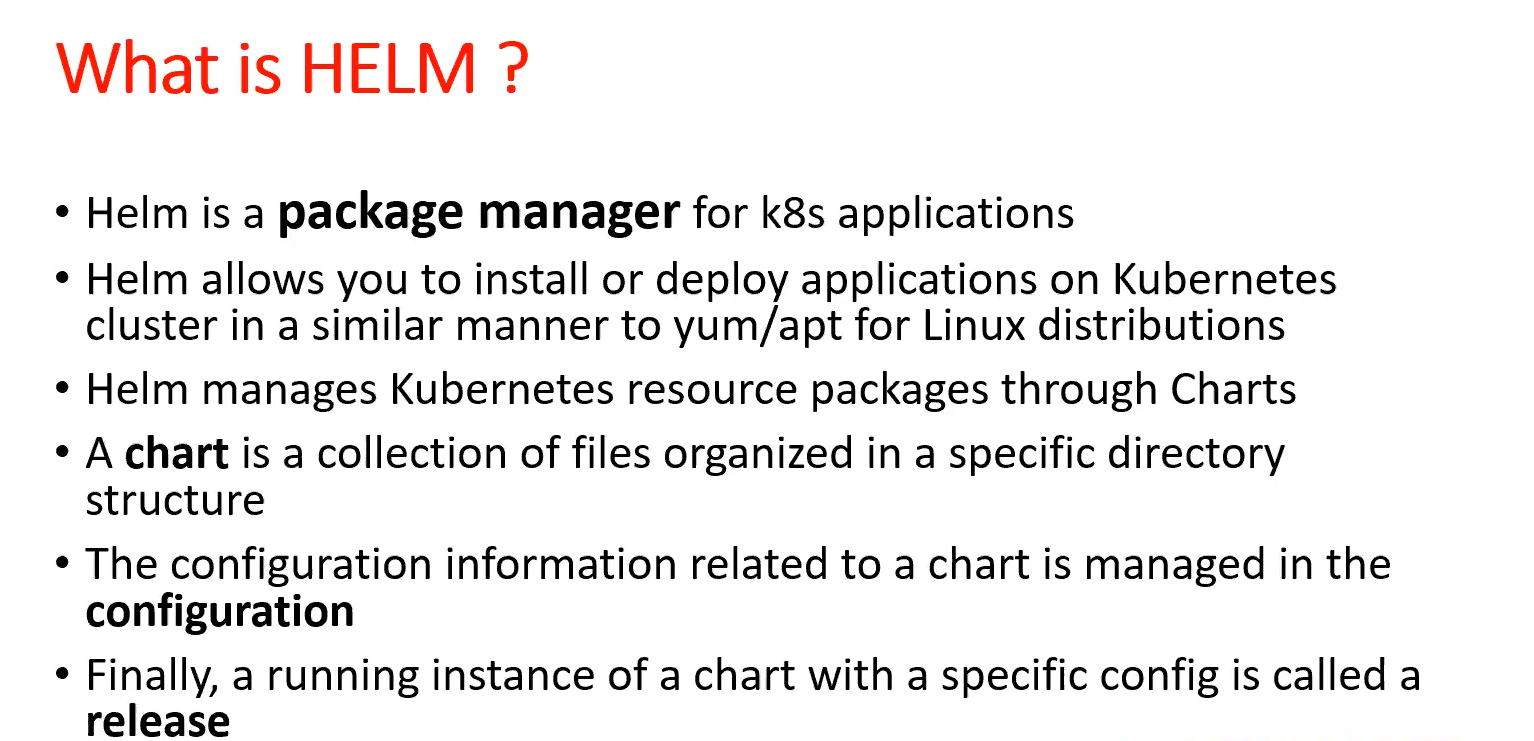 What is HELM ?
• Helm is a package manager for k8s applications
• Helm allows you to install or deploy applications on Kubernetes
cluster in a similar manner to yum/apt for Linux distributions
• Helm manages Kubernetes resource packages through Charts
• A chart is a collection of files organized in a specific directory
structure
• The configuration information related to a chart is managed in the
configuration
• Finally, a running instance of a chart with a specific config is called a
release